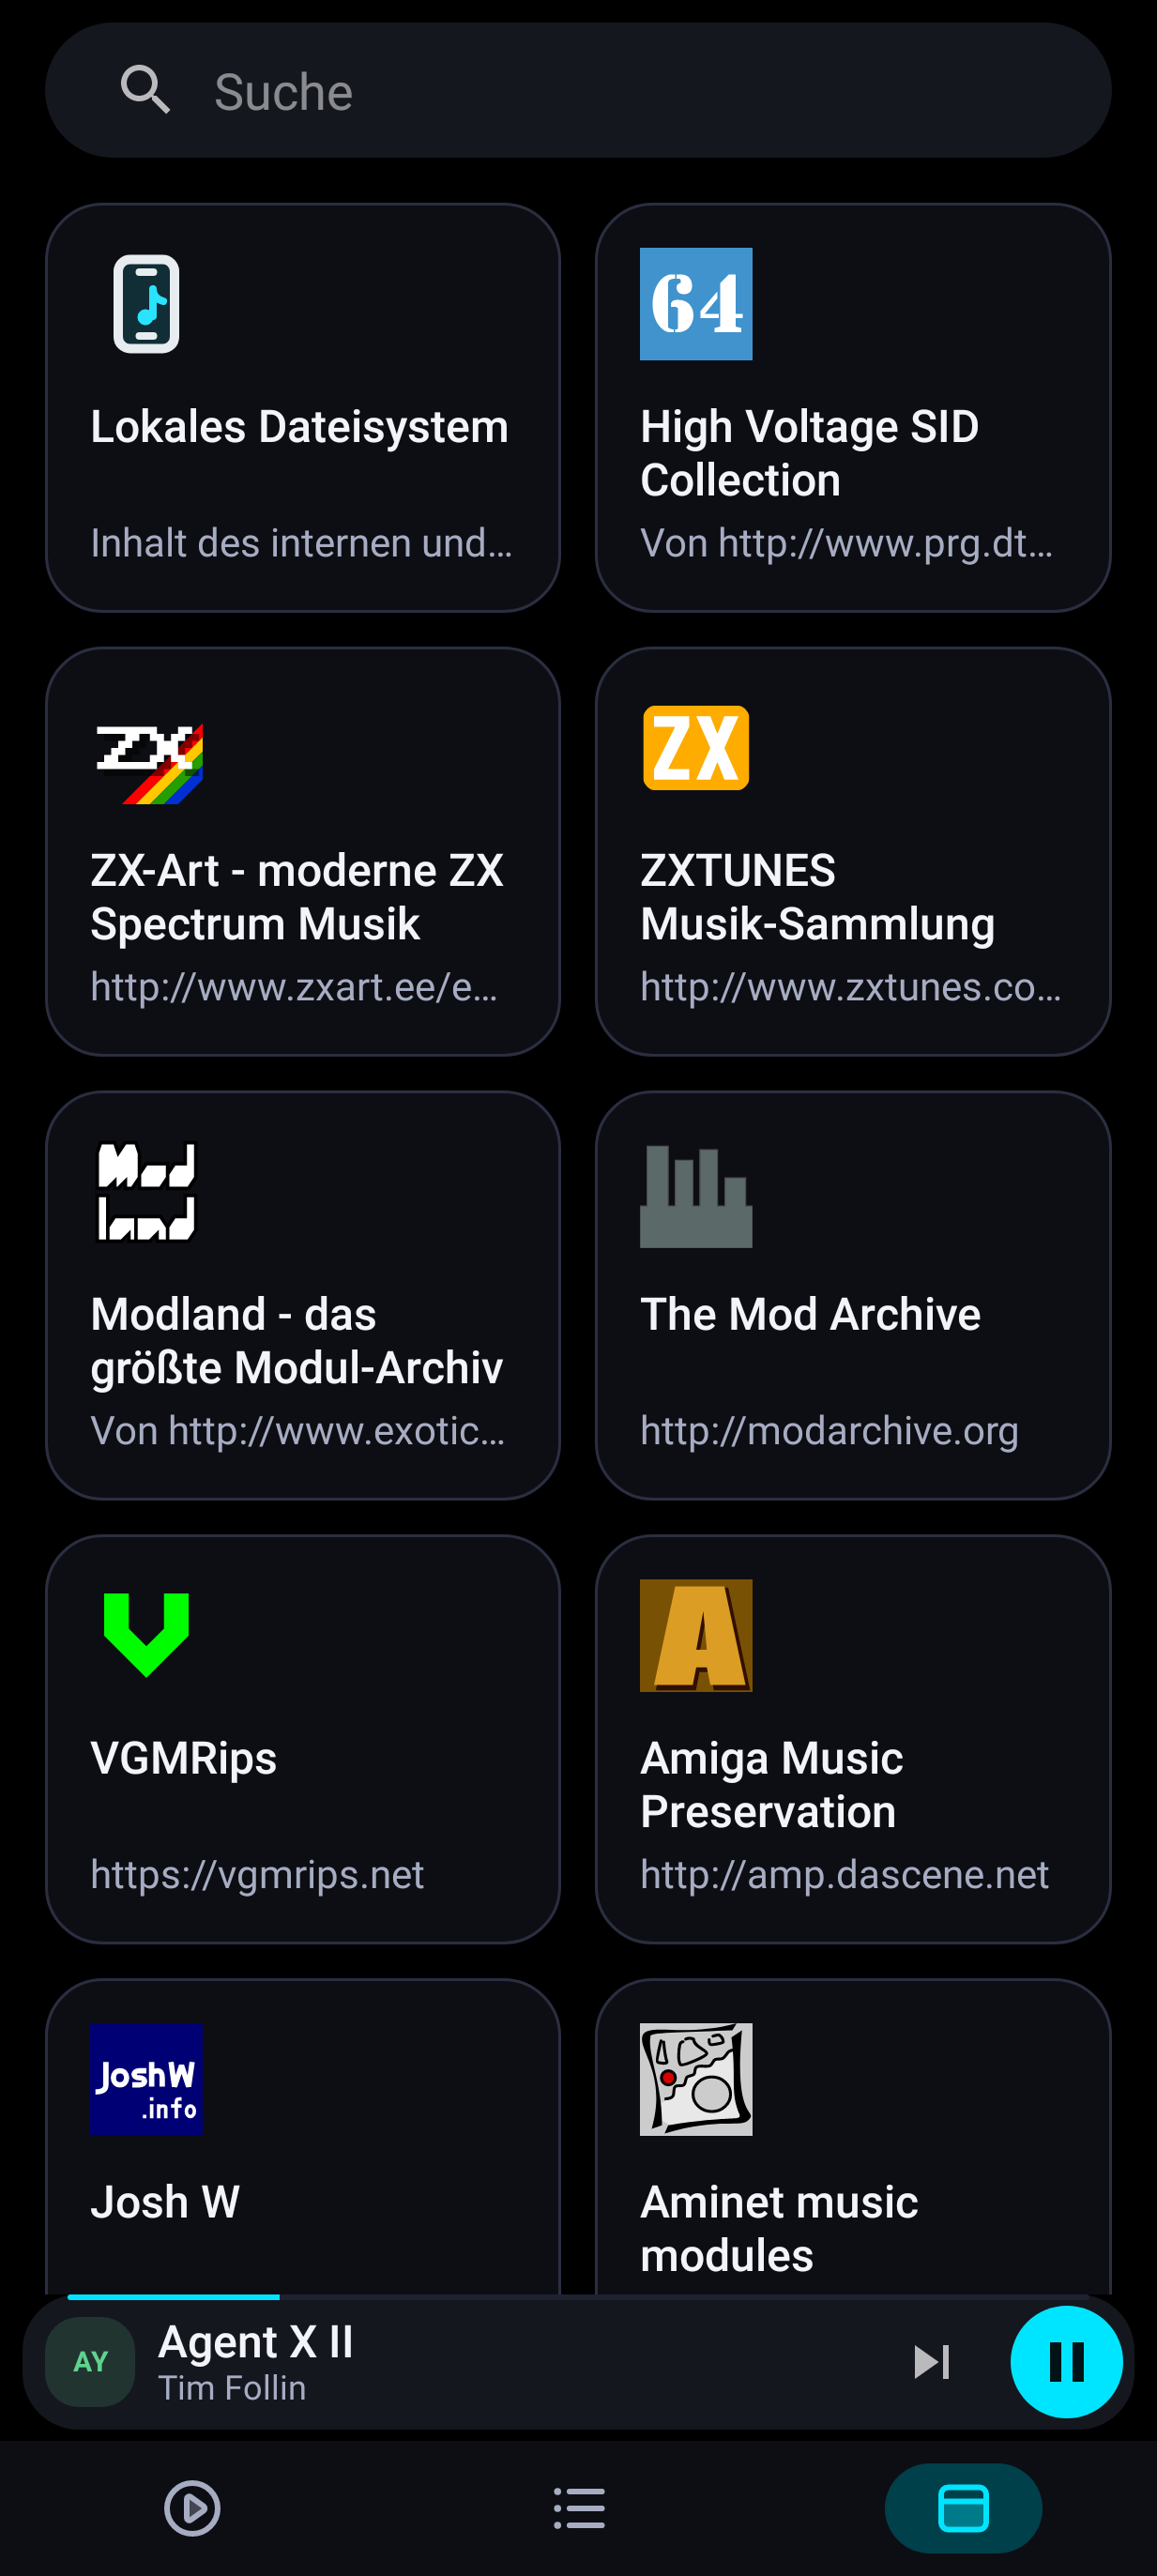 Suche
Lokales Dateisystem
Inhalt des internen und...
64
High Voltage SID
Collection
Von http://www.prg.dt...
ZX
ZX-Art - moderne ZX
Spectrum Musik
http://www.zxart.ee/e...
ZX
ZXTUNES
Musik-Sammlung
http://www.zxtunes.co...
Mod
land
Modland - das
größte Modul-Archiv
Von http://www.exotic...
The Mod Archive
http://modarchive.org
VGMRips
https://vgmrips.net
A
Amiga Music
Preservation
http://amp.dascene.net
JoshW
.info
Josh W
Aminet music
modules
AY
Agent X II
Tim Follin